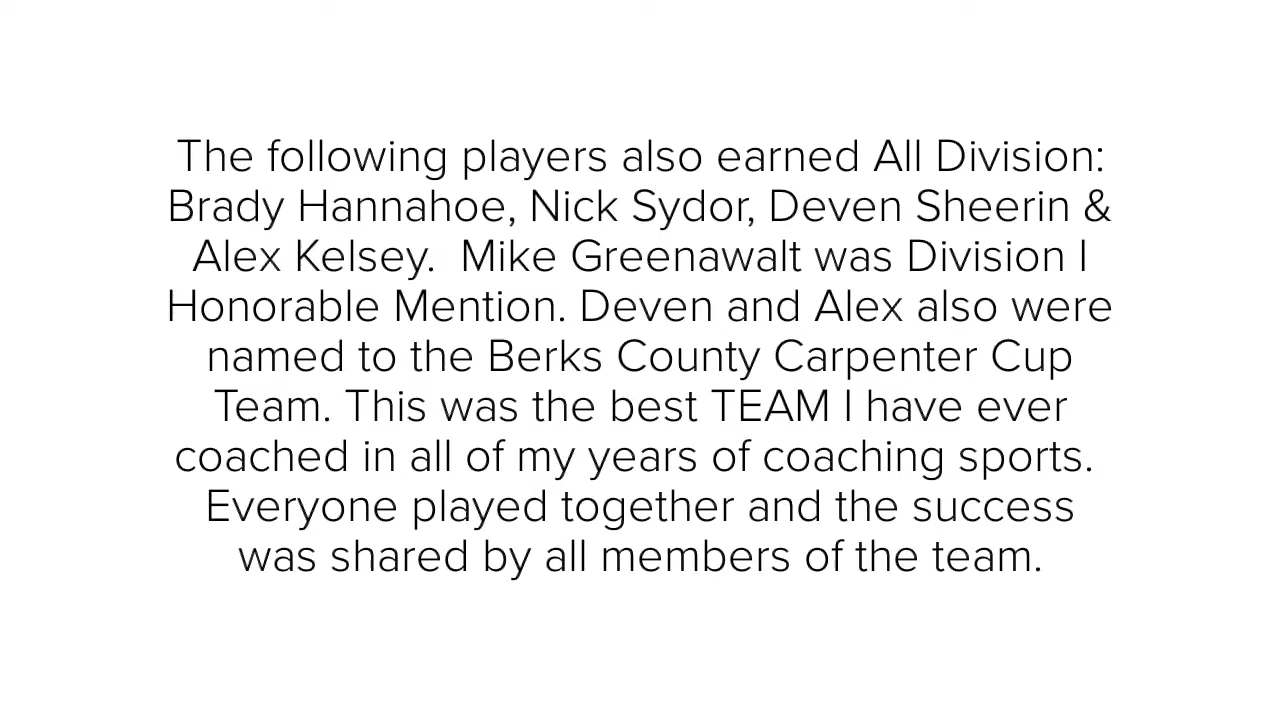 The following players also earned All Division:
Brady Hannahoe, Nick Sydor, Deven Sheerin &
Alex Kelsey.  Mike Greenawalt was Division I
Honorable Mention. Deven and Alex also were
named to the Berks County Carpenter Cup
Team. This was the best TEAM I have ever
coached in all of my years of coaching sports.
Everyone played together and the success
was shared by all members of the team.